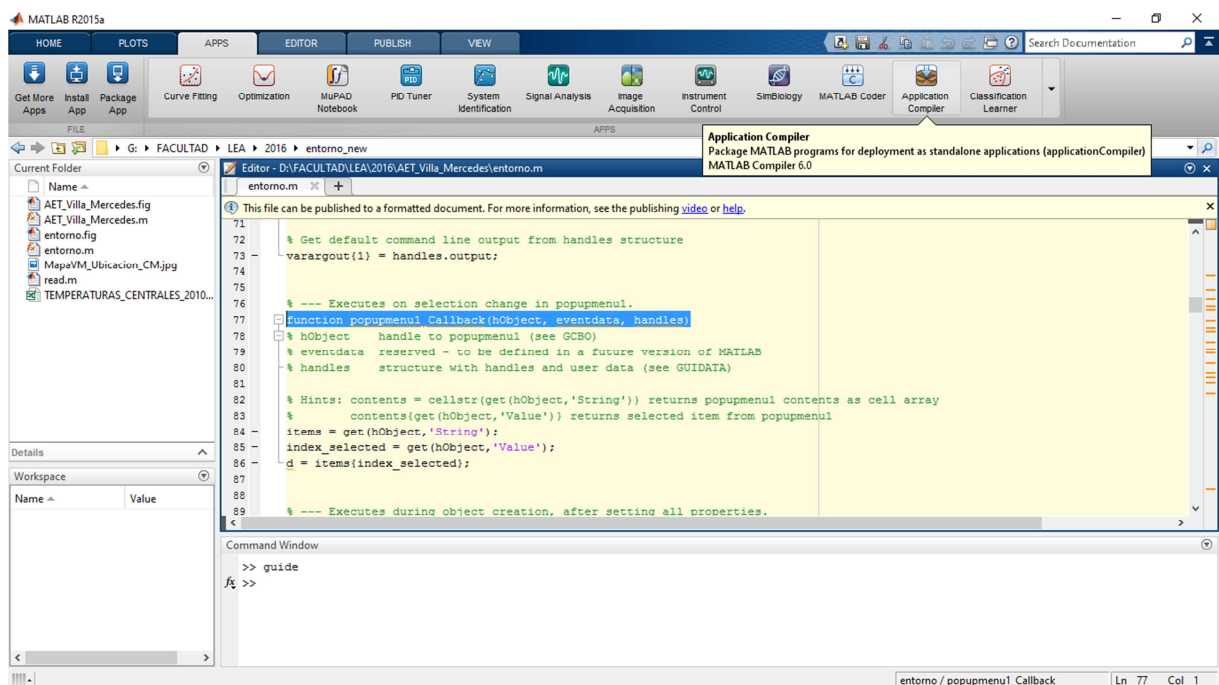 MATLAB R2015a
HOME PLOTS APPS EDITOR PUBLISH VIEW Search Documentation
Get More Apps Install App Package App Curve Fitting Optimization MuPAD Notebook PID Tuner System Identification Signal Analysis Image Acquisition Instrument Control SimBiology MATLAB Coder Application Compiler Classification Learner
FILE APPS
Application Compiler
Package MATLAB programs for deployment as standalone applications (applicationCompiler)
MATLAB Compiler 6.0
G: FACULTAD LEA 2016 entorno_new
Current Folder
Name
AET_Villa_Mercedes.fig
AET_Villa_Mercedes.m
entorno.fig
entorno.m
MapaVM_Ubicacion_CM.jpg
read.m
TEMPERATURAS_CENTRALES_2010...
Details
Workspace
Name Value
Editor - D:\FACULTAD\LEA\2016\AET_Villa_Mercedes\entorno.m
entorno.m
This file can be published to a formatted document. For more information, see the publishing video or help.
71
72 % Get default command line output from handles structure
73 - varargout{1} = handles.output;
74
75
76 % --- Executes on selection change in popupmenu1.
77 function popupmenu1_Callback(hObject, eventdata, handles)
78 % hObject    handle to popupmenu1 (see GCBO)
79 % eventdata  reserved - to be defined in a future version of MATLAB
80 % handles    structure with handles and user data (see GUIDATA)
81
82 % Hints: contents = cellstr(get(hObject,'String')) returns popupmenu1 contents as cell array
83 %        contents{get(hObject,'Value')} returns selected item from popupmenu1
84 - items = get(hObject,'String');
85 - index_selected = get(hObject,'Value');
86 - d = items{index_selected};
87
88
89 % --- Executes during object creation, after setting all properties.
Command Window
>> guide
fx >>
entorno / popupmenu1_Callback Ln 77 Col 1